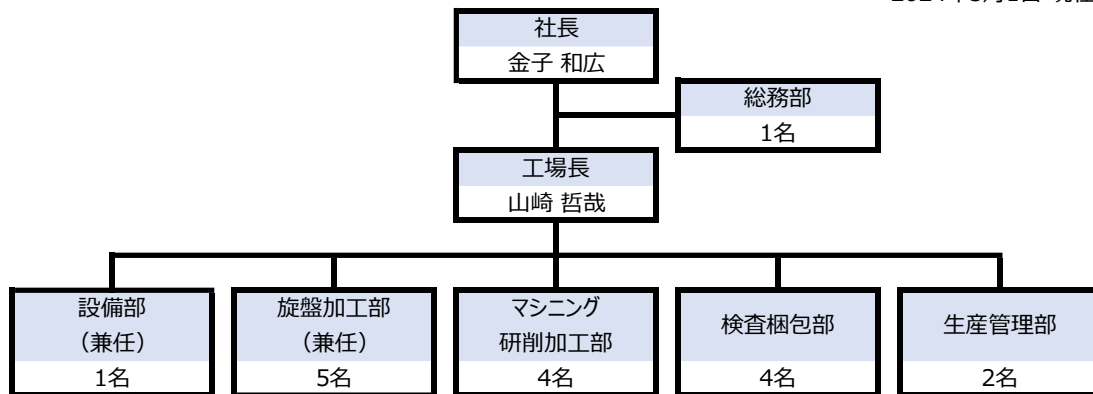 社長
金子 和広
総務部
1名
工場長
山崎 哲哉
設備部
（兼任）
1名
旋盤加工部
（兼任）
5名
マシニング
研削加工部
4名
検査梱包部
4名
生産管理部
2名